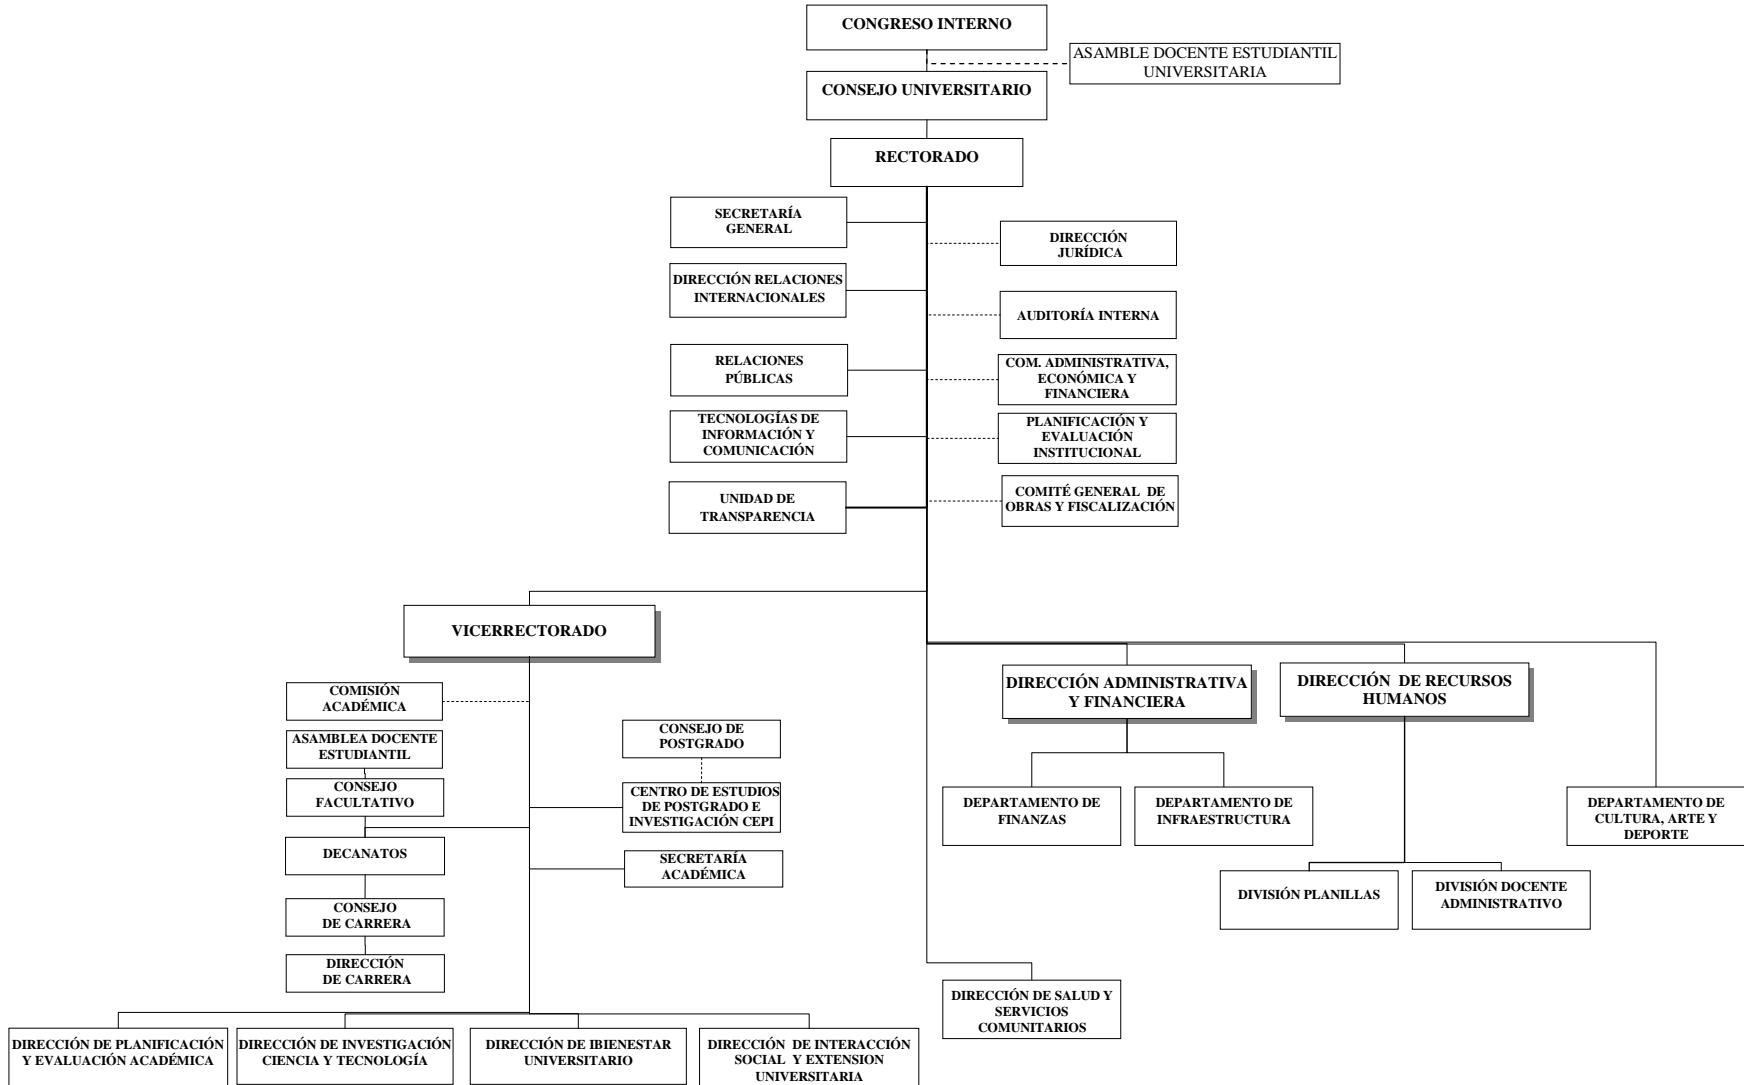 CONGRESO INTERNO
ASAMBLE DOCENTE ESTUDIANTIL
UNIVERSITARIA
CONSEJO UNIVERSITARIO
RECTORADO
SECRETARÍA
GENERAL
DIRECCIÓN
JURÍDICA
DIRECCIÓN RELACIONES
INTERNACIONALES
AUDITORÍA INTERNA
RELACIONES
PÚBLICAS
COM. ADMINISTRATIVA,
ECONÓMICA Y
FINANCIERA
TECNOLOGÍAS DE
INFORMACIÓN Y
COMUNICACIÓN
PLANIFICACIÓN Y
EVALUACIÓN
INSTITUCIONAL
UNIDAD DE
TRANSPARENCIA
COMITÉ GENERAL DE
OBRAS Y FISCALIZACIÓN
VICERRECTORADO
DIRECCIÓN ADMINISTRATIVA
Y FINANCIERA
DIRECCIÓN DE RECURSOS
HUMANOS
COMISIÓN
ACADÉMICA
ASAMBLEA DOCENTE
ESTUDIANTIL
CONSEJO DE
POSTGRADO
CONSEJO
FACULTATIVO
CENTRO DE ESTUDIOS
DE POSTGRADO E
INVESTIGACIÓN CEPI
DEPARTAMENTO DE
FINANZAS
DEPARTAMENTO DE
INFRAESTRUCTURA
DEPARTAMENTO DE
CULTURA, ARTE Y
DEPORTE
DECANATOS
SECRETARÍA
ACADÉMICA
DIVISIÓN PLANILLAS
DIVISIÓN DOCENTE
ADMINISTRATIVO
CONSEJO
DE CARRERA
DIRECCIÓN
DE CARRERA
DIRECCIÓN DE SALUD Y
SERVICIOS
COMUNITARIOS
DIRECCIÓN DE PLANIFICACIÓN
Y EVALUACIÓN ACADÉMICA
DIRECCIÓN DE INVESTIGACIÓN
CIENCIA Y TECNOLOGÍA
DIRECCIÓN DE IBIENESTAR
UNIVERSITARIO
DIRECCIÓN DE INTERACCIÓN
SOCIAL Y EXTENSION
UNIVERSITARIA